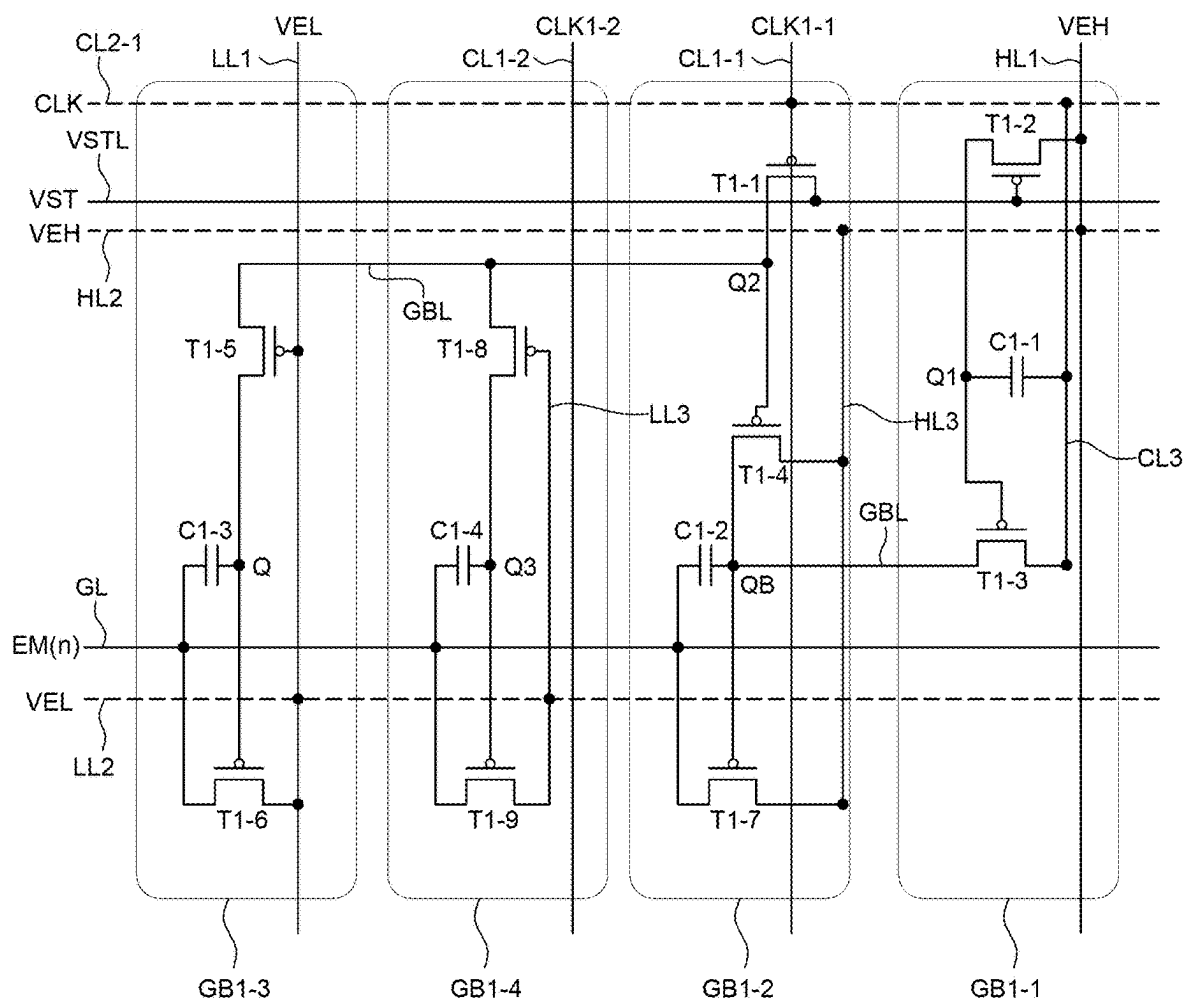 VEL CLK1-2 CLK1-1 VEH
CL2-1 LL1 CL1-2 CL1-1 HL1
CLK
VSTL T1-2
T1-1
VST
VEH
Q2
HL2 GBL
T1-5 T1-8 C1-1
Q1
LL3 HL3
T1-4 CL3
GBL
C1-3 C1-4 C1-2
Q Q3 QB T1-3
GL
EM(n)
VEL
LL2
T1-6 T1-9 T1-7
GB1-3 GB1-4 GB1-2 GB1-1